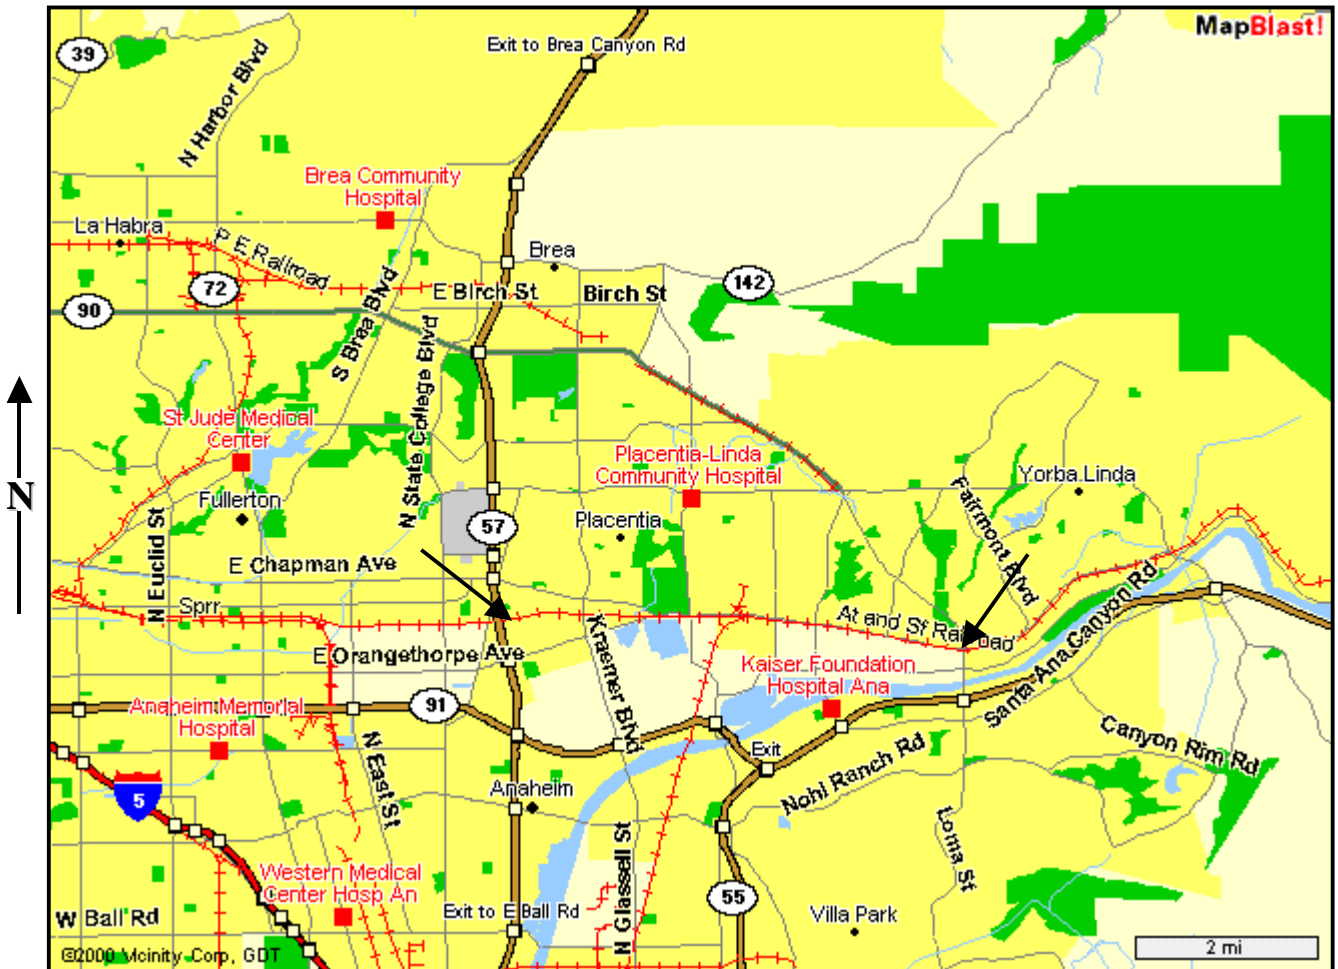 MapBlast!
39
Exit to Brea Canyon Rd
N Harbor Blvd
Brea Community
Hospital
La Habra
P E Railroad
Brea
72
E Birch St
Birch St
142
90
S Brea Blvd
N State College Blvd
St Jude Medical
Center
Placentia-Linda
Community Hospital
Yorba Linda
N
Fullerton
57
Placentia
Fairmont Blvd
N Euclid St
E Chapman Ave
Sprr
At and Sf Railroad
Kraemer Blvd
E Orangethorpe Ave
Kaiser Foundation
Hospital Ana
Santa Ana Canyon Rd
91
Anaheim Memorial
Hospital
Canyon Rim Rd
N East St
Exit
Nohl Ranch Rd
5
Anaheim
Loma St
N Glassell St
Western Medical
Center Hosp An
55
W Ball Rd
Exit to E Ball Rd
Villa Park
©2000 Vicinity Corp, GDT
2 mi